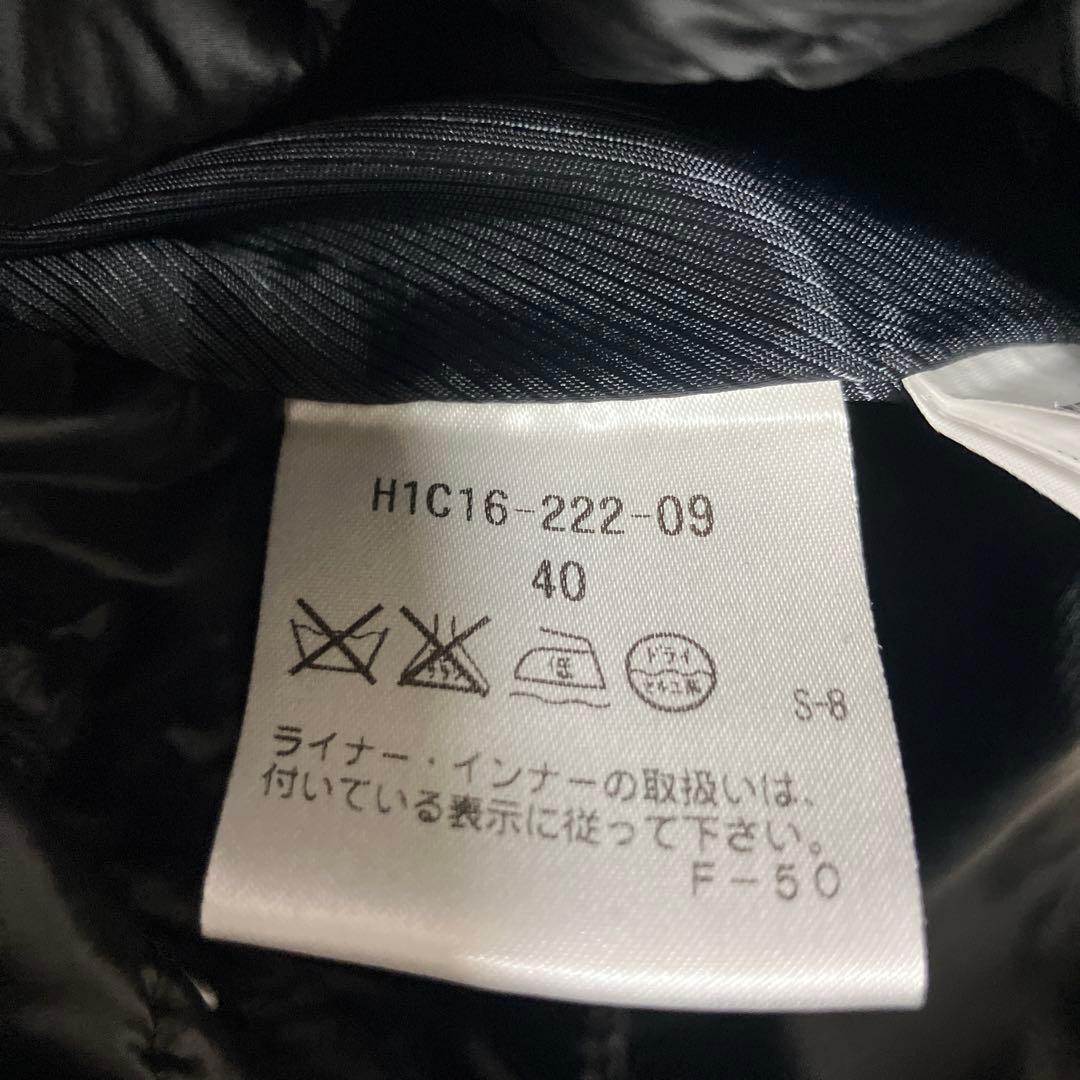 H1C16-222-09
40
ドライ
S-8
ライナー・インナーの取扱いは、
付いている表示に従って下さい。
F-50